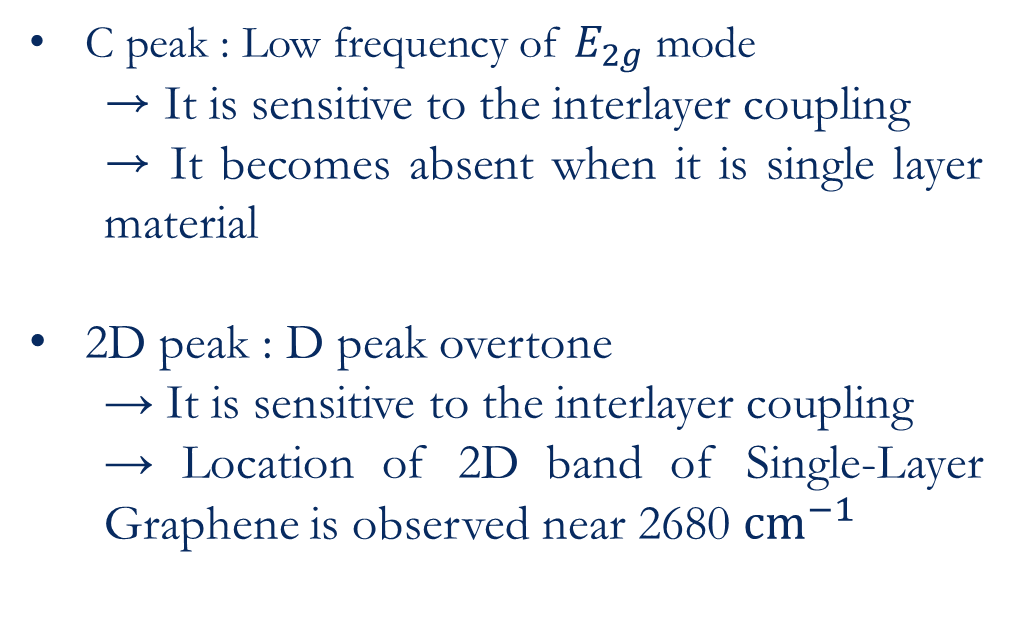 • C peak : Low frequency of E₂g mode
→ It is sensitive to the interlayer coupling
→ It becomes absent when it is single layer
material
• 2D peak : D peak overtone
→ It is sensitive to the interlayer coupling
→ Location of 2D band of Single-Layer
Graphene is observed near 2680 cm⁻¹